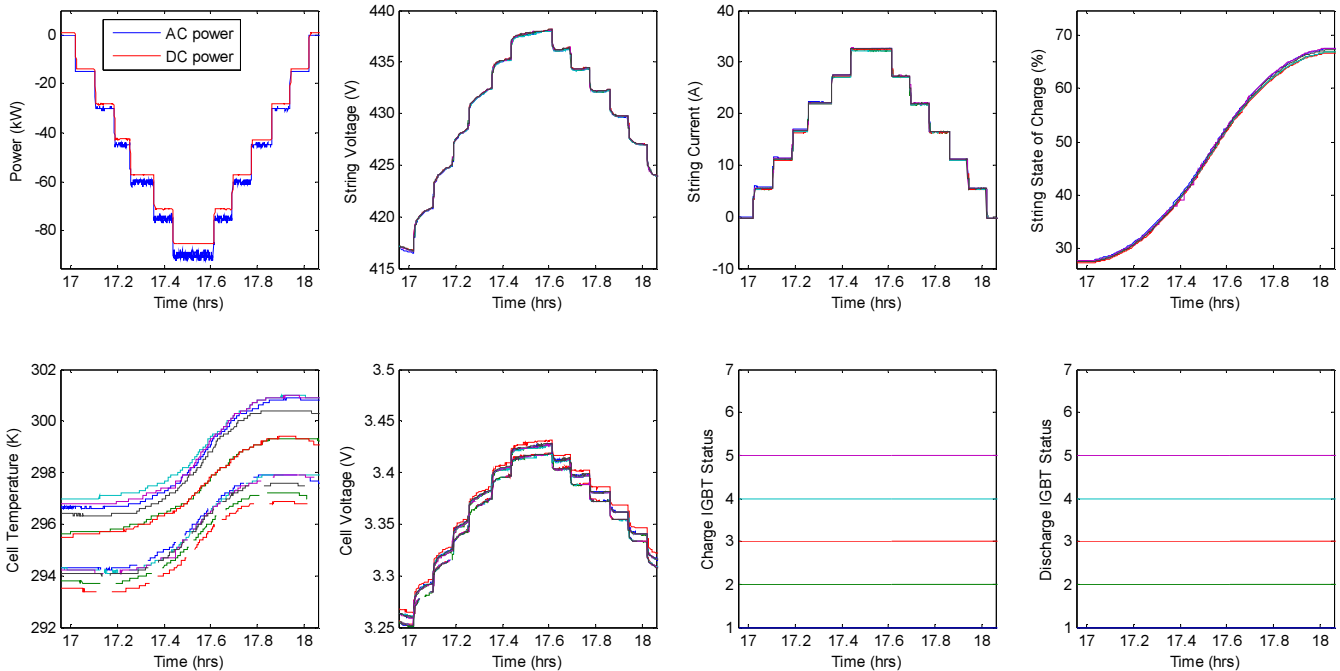 AC power
DC power
0
-20
-40
-60
-80
Power (kW)
17 17.2 17.4 17.6 17.8 18
Time (hrs)
440
435
430
425
420
415
String Voltage (V)
17 17.2 17.4 17.6 17.8 18
Time (hrs)
40
30
20
10
0
-10
String Current (A)
17 17.2 17.4 17.6 17.8 18
Time (hrs)
70
60
50
40
30
String State of Charge (%)
17 17.2 17.4 17.6 17.8 18
Time (hrs)
302
300
298
296
294
292
Cell Temperature (K)
17 17.2 17.4 17.6 17.8 18
Time (hrs)
3.5
3.45
3.4
3.35
3.3
3.25
Cell Voltage (V)
17 17.2 17.4 17.6 17.8 18
Time (hrs)
7
6
5
4
3
2
1
Charge IGBT Status
17 17.2 17.4 17.6 17.8 18
Time (hrs)
7
6
5
4
3
2
1
Discharge IGBT Status
17 17.2 17.4 17.6 17.8 18
Time (hrs)